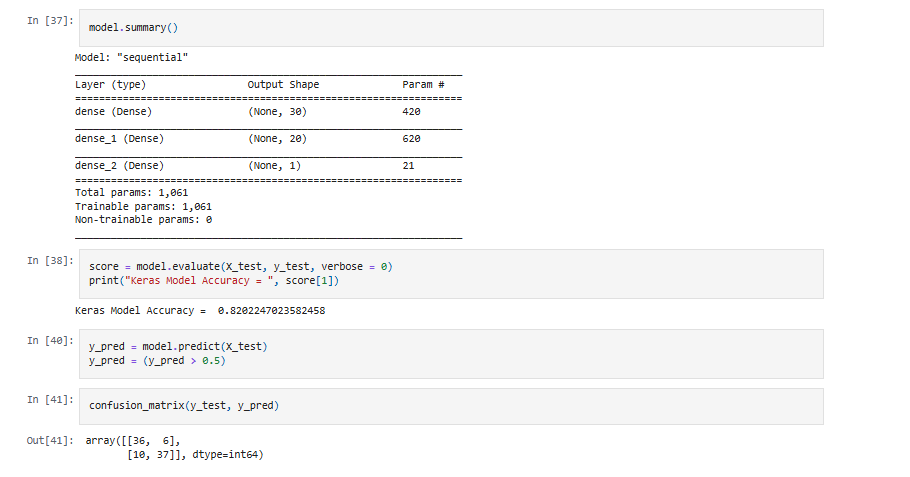 In [37]: model.summary()
Model: "sequential"
Layer (type) Output Shape Param #
=================================================================
dense (Dense) (None, 30) 420
dense_1 (Dense) (None, 20) 620
dense_2 (Dense) (None, 1) 21
=================================================================
Total params: 1,061
Trainable params: 1,061
Non-trainable params: 0
In [38]: score = model.evaluate(X_test, y_test, verbose = 0)
print("Keras Model Accuracy = ", score[1])
Keras Model Accuracy =  0.8202247023582458
In [40]: y_pred = model.predict(X_test)
y_pred = (y_pred > 0.5)
In [41]: confusion_matrix(y_test, y_pred)
Out[41]: array([[36,  6],
[10, 37]], dtype=int64)